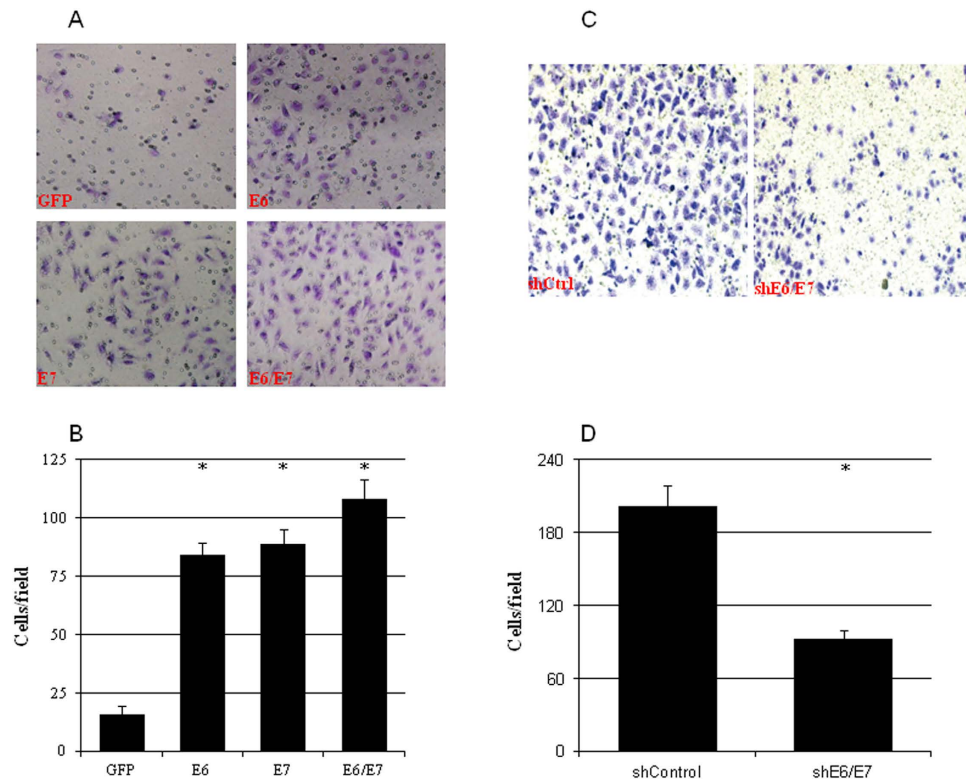 A
C
GFP
E6
E7
E6/E7
shCtrl
shE6/E7
B
D
125
100
75
50
25
0
Cells/field
* * *
GFP E6 E7 E6/E7
240
180
120
60
0
Cells/field
*
shControl shE6/E7